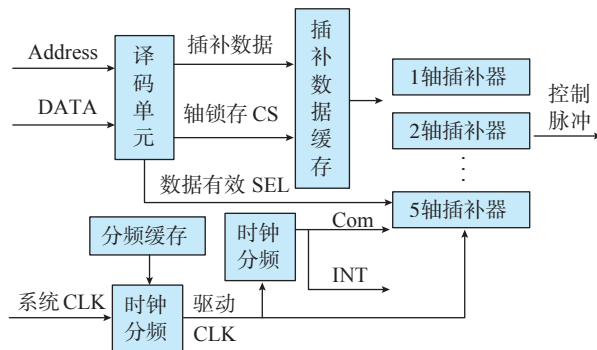 Address
DATA
译码单元
插补数据
轴锁存 CS
数据有效 SEL
插补数据缓存
1轴插补器
2轴插补器
⋮
5轴插补器
控制
脉冲
分频缓存
系统 CLK
时钟
分频
驱动
CLK
时钟
分频
Com
INT